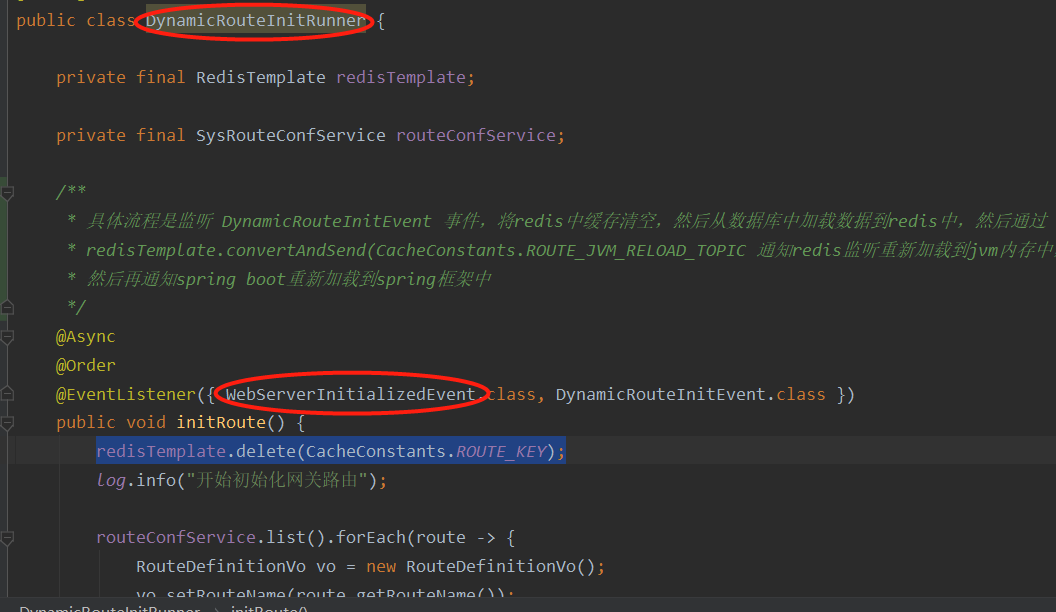 public class DynamicRouteInitRunner {
private final RedisTemplate redisTemplate;
private final SysRouteConfService routeConfService;
/**
* 具体流程是监听 DynamicRouteInitEvent 事件，将redis中缓存清空，然后从数据库中加载数据到redis中，然后通过
* redisTemplate.convertAndSend(CacheConstants.ROUTE_JVM_RELOAD_TOPIC 通知redis监听重新加载到jvm内存中
* 然后再通知spring boot重新加载到spring框架中
*/
@Async
@Order
@EventListener({ WebServerInitializedEvent.class, DynamicRouteInitEvent.class })
public void initRoute() {
redisTemplate.delete(CacheConstants.ROUTE_KEY);
log.info("开始初始化网关路由");
routeConfService.list().forEach(route -> {
RouteDefinitionVo vo = new RouteDefinitionVo();
vo.setRouteName(route.getRouteName());
DynamicRouteInitRunner > initRoute()